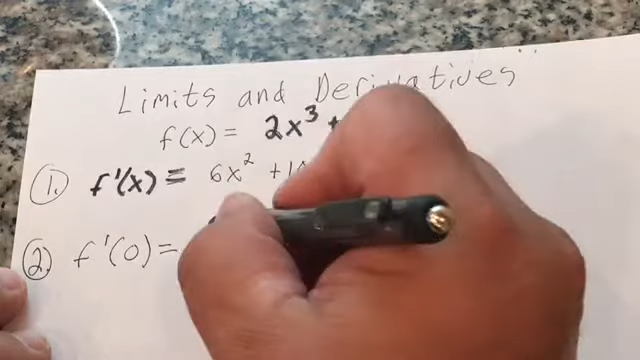 Limits and Derivatives
f(x) = 2x³ +
1. f'(x) = 6x² +
2. f'(0) =